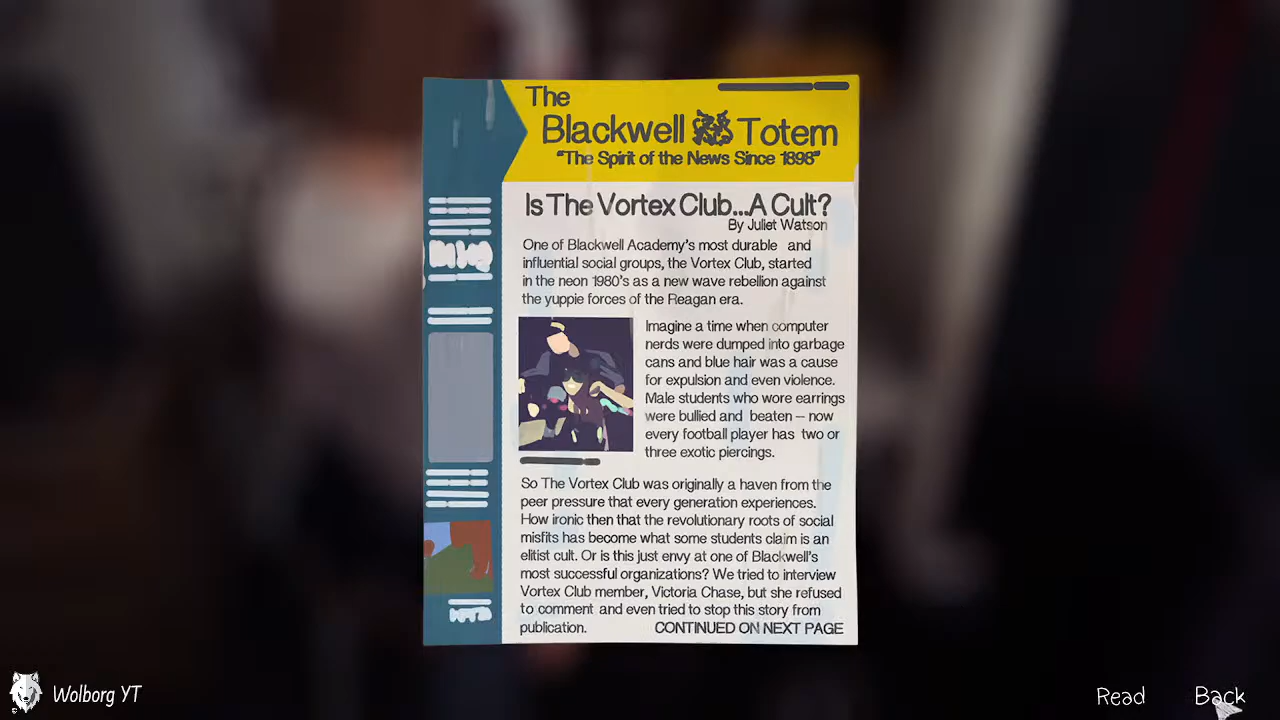 The
Blackwell Totem
"The Spirit of the News Since 1898"
Is The Vortex Club...A Cult?
By Juliet Watson
One of Blackwell Academy's most durable and
influential social groups, the Vortex Club, started
in the neon 1980's as a new wave rebellion against
the yuppie forces of the Reagan era.
Imagine a time when computer
nerds were dumped into garbage
cans and blue hair was a cause
for expulsion and even violence.
Male students who wore earrings
were bullied and beaten – now
every football player has two or
three exotic piercings.
So The Vortex Club was originally a haven from the
peer pressure that every generation experiences.
How ironic then that the revolutionary roots of social
misfits has become what some students claim is an
elitist cult. Or is this just envy at one of Blackwell's
most successful organizations? We tried to interview
Vortex Club member, Victoria Chase, but she refused
to comment and even tried to stop this story from
publication. CONTINUED ON NEXT PAGE
Wolborg YT
Read Back